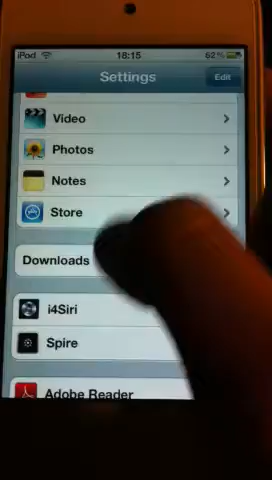 iPod 18:15 62%
Settings Edit
Video
Photos
Notes
Store
Downloads
i4Siri
Spire
Adobe Reader